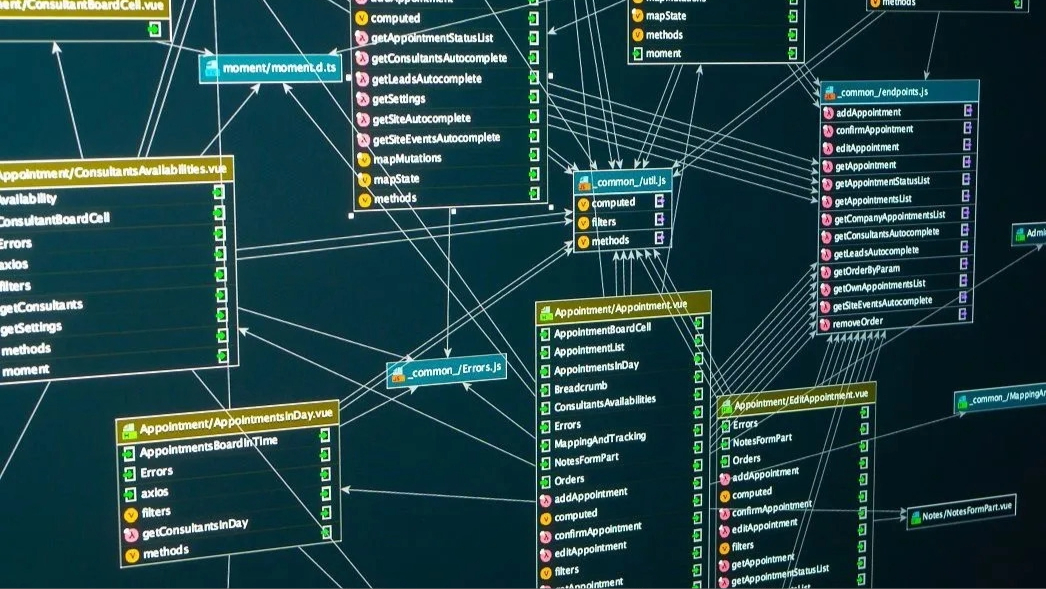 ent/ConsultantBoardCell.vue
moment/moment.d.ts
computed
getAppointmentStatusList
getConsultantsAutocomplete
getLeadsAutocomplete
getSettings
getSiteAutocomplete
getSiteEventsAutocomplete
mapMutations
mapState
methods
mapState
methods
moment
methods
_common_/endpoints.js
addAppointment
confirmAppointment
editAppointment
getAppointment
getAppointmentStatusList
getAppointmentsList
getCompanyAppointmentsList
getConsultantsAutocomplete
getLeadsAutocomplete
getOrderByParam
getOwnAppointmentsList
getSiteEventsAutocomplete
removeOrder
Appointment/ConsultantsAvailabilities.vue
Availability
ConsultantBoardCell
Errors
axios
filters
getConsultants
getSettings
methods
moment
_common_/util.js
computed
filters
methods
_common_/Errors.js
Appointment/AppointmentsInDay.vue
AppointmentsBoardInTime
Errors
axios
filters
getConsultantsInDay
methods
Appointment/Appointment.vue
AppointmentBoardCell
AppointmentList
AppointmentsInDay
Breadcrumb
ConsultantsAvailabilities
Errors
MappingAndTracking
NotesFormPart
Orders
addAppointment
computed
confirmAppointment
editAppointment
filters
getAppointment
Appointment/EditAppointment.vue
Errors
NotesFormPart
Orders
addAppointment
computed
confirmAppointment
editAppointment
filters
getAppointment
getAppointmentStatusList
Admi
_common_/MappingAn
Notes/NotesFormPart.vue